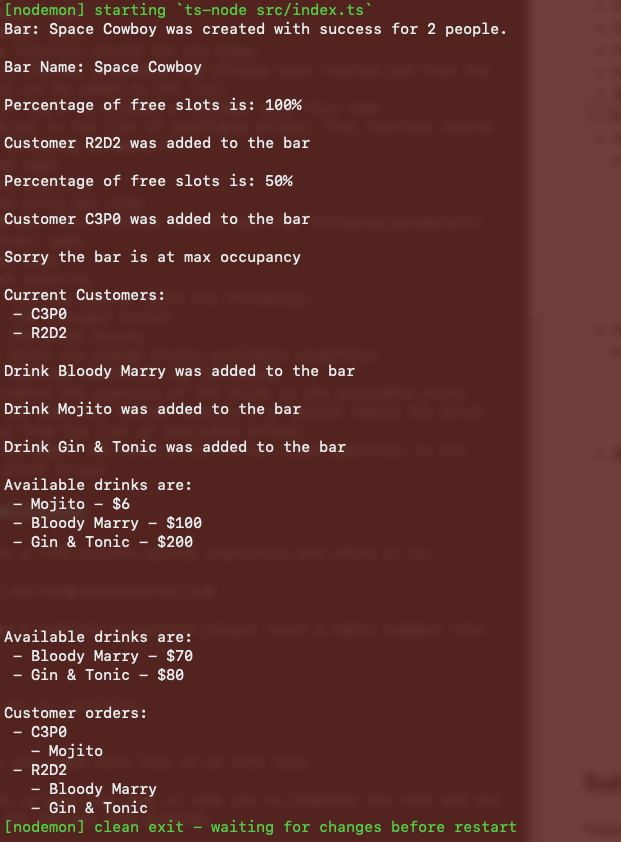 [nodemon] starting `ts-node src/index.ts`
Bar: Space Cowboy was created with success for 2 people.
Bar Name: Space Cowboy
Percentage of free slots is: 100%
Customer R2D2 was added to the bar
Percentage of free slots is: 50%
Customer C3P0 was added to the bar
Sorry the bar is at max occupancy
Current Customers:
– C3P0
– R2D2
Drink Bloody Marry was added to the bar
Drink Mojito was added to the bar
Drink Gin & Tonic was added to the bar
Available drinks are:
– Mojito – $6
– Bloody Marry – $100
– Gin & Tonic – $200
Available drinks are:
– Bloody Marry – $70
– Gin & Tonic – $80
Customer orders:
– C3P0
– Mojito
– R2D2
– Bloody Marry
– Gin & Tonic
[nodemon] clean exit – waiting for changes before restart